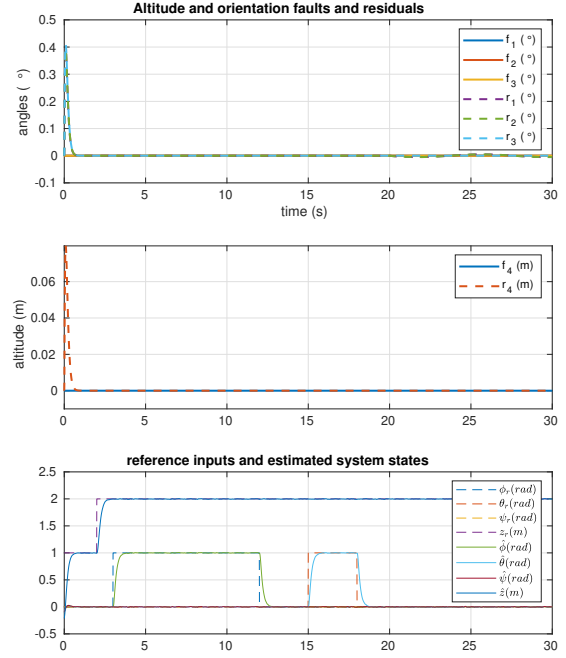 Altitude and orientation faults and residuals
0.5
0.4
0.3
0.2
0.1
0
-0.1
angles ( °)
f₁ (°)
f₂ (°)
f₃ (°)
r₁ (°)
r₂ (°)
r₃ (°)
0 5 10 15 20 25 30
time (s)
0.06
0.04
0.02
0
altitude (m)
f₄ (m)
r₄ (m)
0 5 10 15 20 25 30
reference inputs and estimated system states
2.5
2
1.5
1
0.5
0
-0.5
ϕᵣ(rad)
θᵣ(rad)
ψᵣ(rad)
zᵣ(m)
ϕ̂(rad)
θ̂(rad)
ψ̂(rad)
ẑ(m)
0 5 10 15 20 25 30